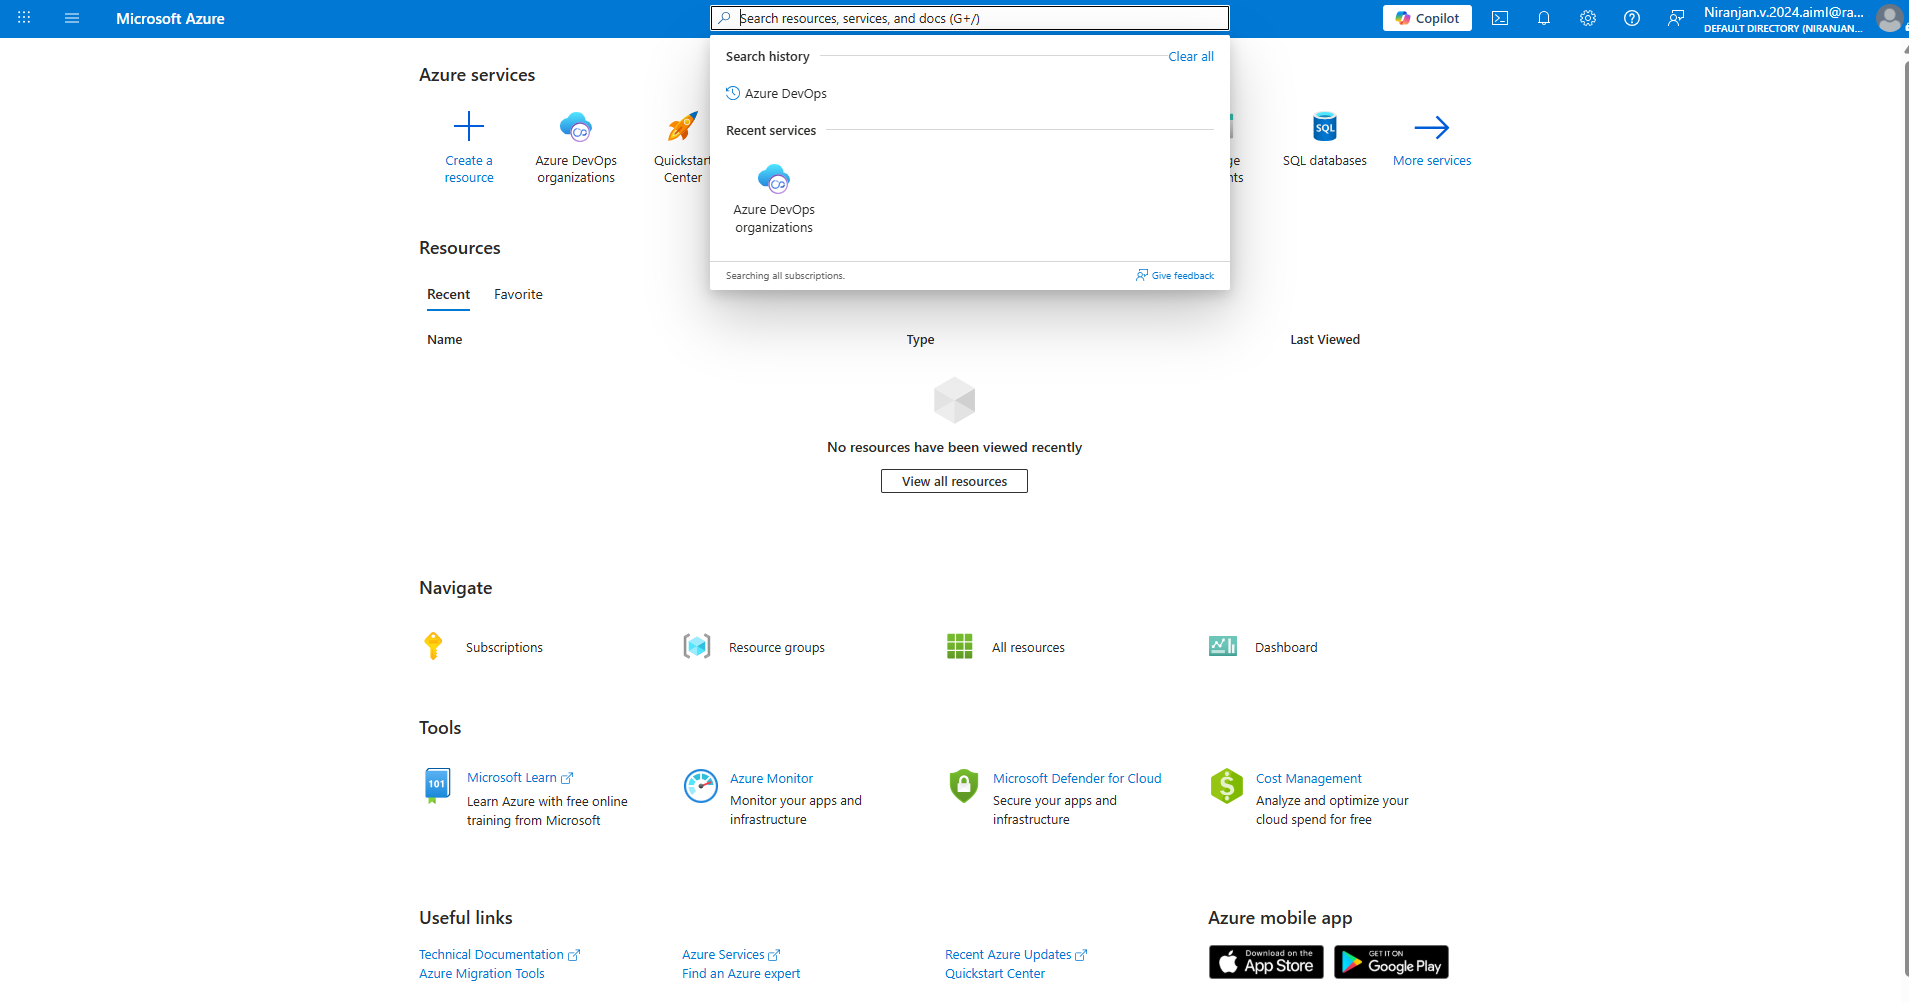 Microsoft Azure
Search resources, services, and docs (G+/)
Copilot
Niranjan.v.2024.aiml@ra...
DEFAULT DIRECTORY (NIRANJAN...
Search history
Clear all
Azure DevOps
Recent services
Azure DevOps
organizations
Searching all subscriptions.
Give feedback
Azure services
Create a
resource
Azure DevOps
organizations
Quickstart
Center
SQL
SQL databases
More services
Resources
Recent
Favorite
Name
Type
Last Viewed
No resources have been viewed recently
View all resources
Navigate
Subscriptions
Resource groups
All resources
Dashboard
Tools
101
Microsoft Learn
Learn Azure with free online
training from Microsoft
Azure Monitor
Monitor your apps and
infrastructure
Microsoft Defender for Cloud
Secure your apps and
infrastructure
Cost Management
Analyze and optimize your
cloud spend for free
Useful links
Technical Documentation
Azure Services
Recent Azure Updates
Azure Migration Tools
Find an Azure expert
Quickstart Center
Azure mobile app
Download on the
App Store
GET IT ON
Google Play